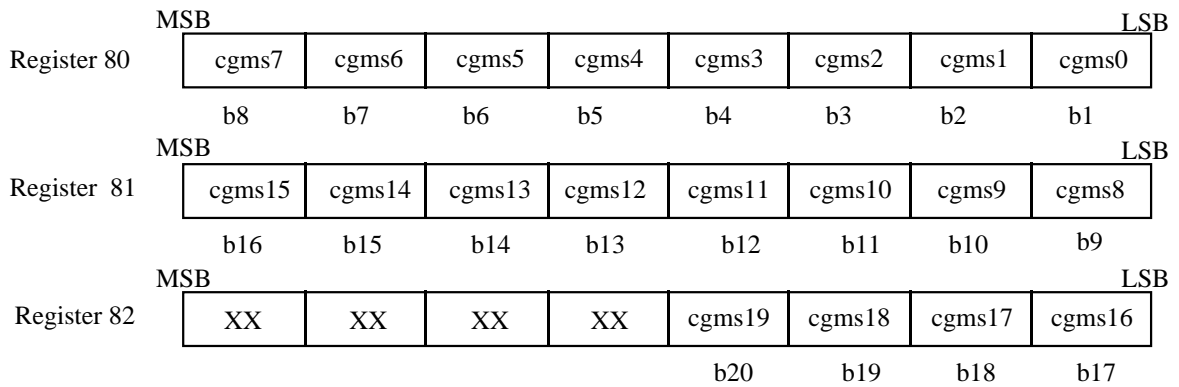 MSB LSB
Register 80 cgms7 cgms6 cgms5 cgms4 cgms3 cgms2 cgms1 cgms0
b8 b7 b6 b5 b4 b3 b2 b1
MSB LSB
Register 81 cgms15 cgms14 cgms13 cgms12 cgms11 cgms10 cgms9 cgms8
b16 b15 b14 b13 b12 b11 b10 b9
MSB LSB
Register 82 XX XX XX XX cgms19 cgms18 cgms17 cgms16
b20 b19 b18 b17